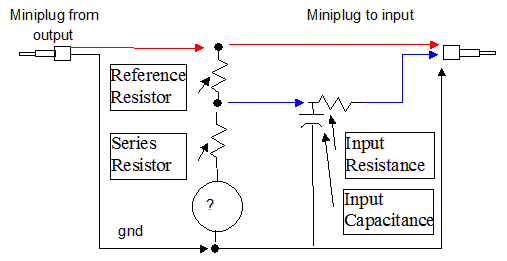 Miniplug from
output
Miniplug to input
Reference
Resistor
Series
Resistor
Input
Resistance
Input
Capacitance
?
gnd